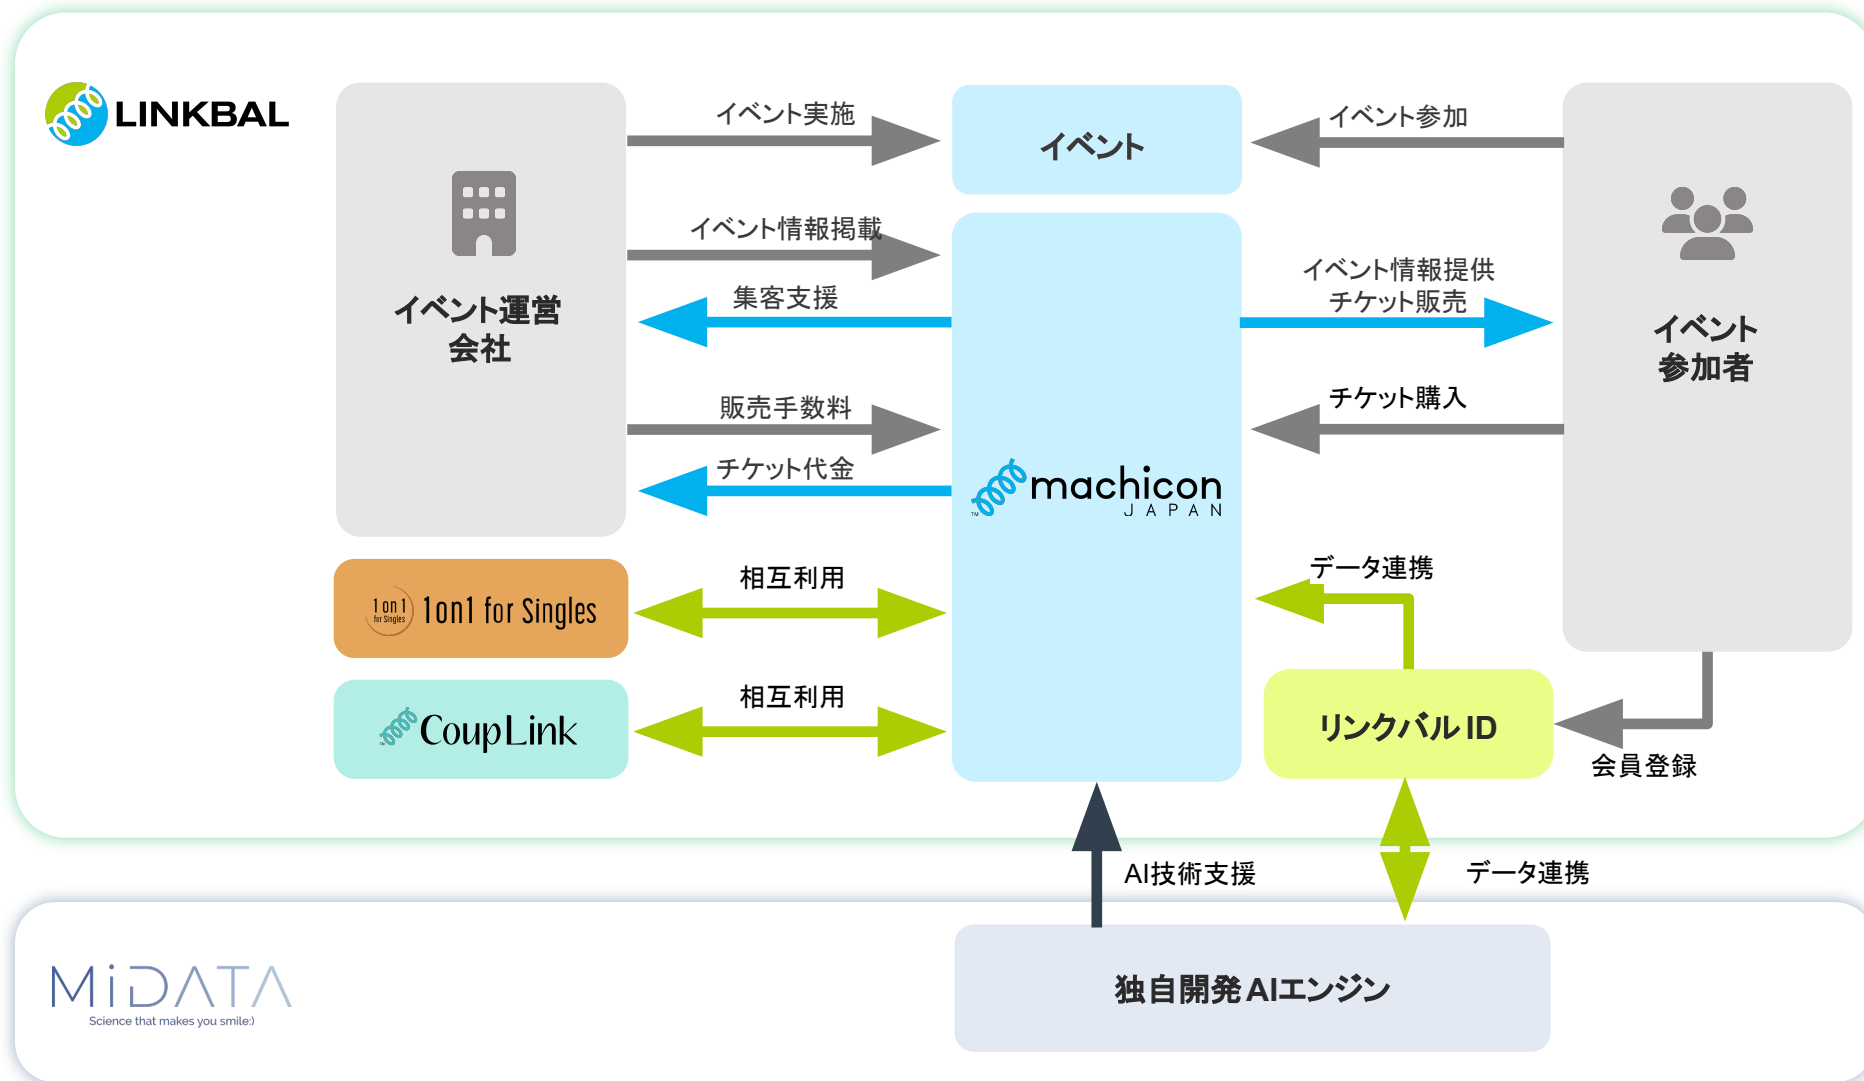 LINKBAL
イベント実施
イベント
イベント参加
イベント情報掲載
集客支援
イベント運営
会社
イベント情報提供
チケット販売
イベント
参加者
販売手数料
チケット購入
チケット代金
TM
machicon
JAPAN
相互利用
データ連携
1on1
for Singles
1on1 for Singles
相互利用
TM
CoupLink
リンクバル ID
会員登録
AI技術支援
データ連携
MiDATA
Science that makes you smile:)
独自開発 AIエンジン